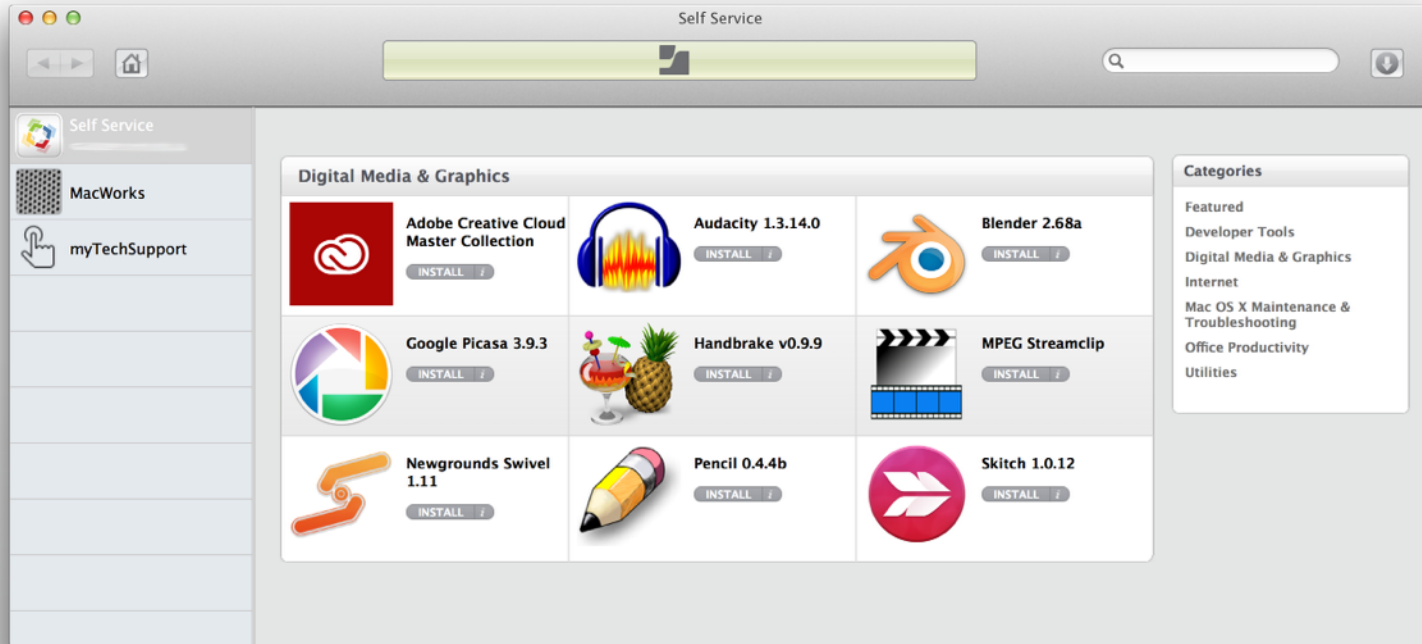 Self Service
Self Service
MacWorks
myTechSupport
Digital Media & Graphics
Adobe Creative Cloud
Master Collection
INSTALL i
Audacity 1.3.14.0
INSTALL i
Blender 2.68a
INSTALL i
Google Picasa 3.9.3
INSTALL i
Handbrake v0.9.9
INSTALL i
MPEG Streamclip
INSTALL i
Newgrounds Swivel
1.11
INSTALL i
Pencil 0.4.4b
INSTALL i
Skitch 1.0.12
INSTALL i
Categories
Featured
Developer Tools
Digital Media & Graphics
Internet
Mac OS X Maintenance &
Troubleshooting
Office Productivity
Utilities